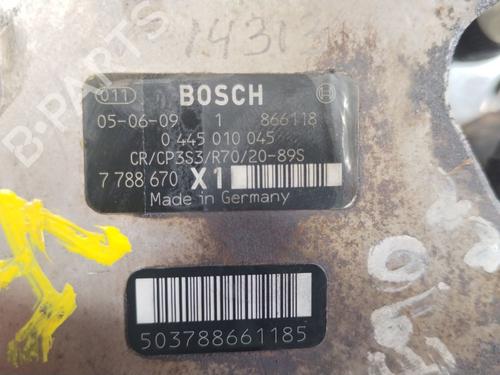 1431
011 BOSCH
05-06-09 1 866118
0 445 010 045
CR/CP3S3/R70/20-89S
7 788 670 X1
Made in Germany
503788661185
B-PARTS